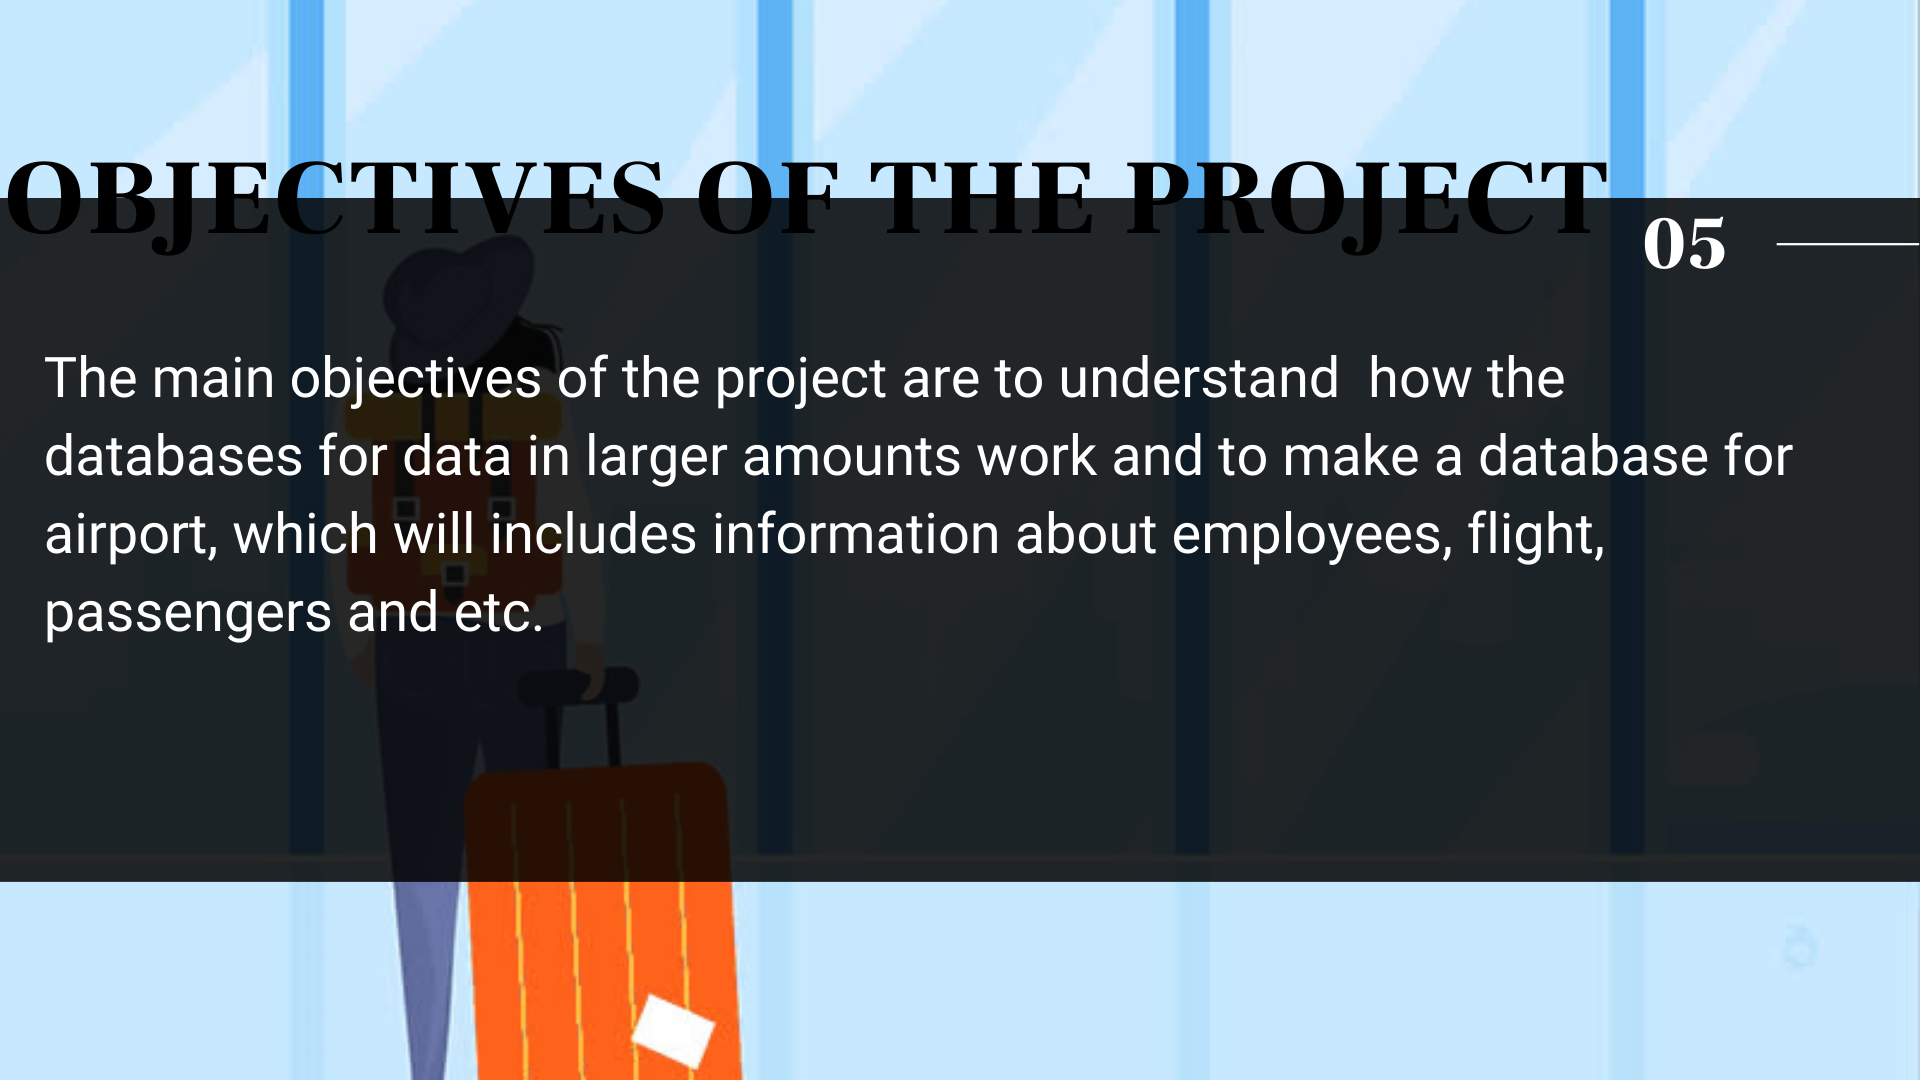 OBJECTIVES OF THE PROJECT
05
The main objectives of the project are to understand  how the
databases for data in larger amounts work and to make a database for
airport, which will includes information about employees, flight,
passengers and etc.